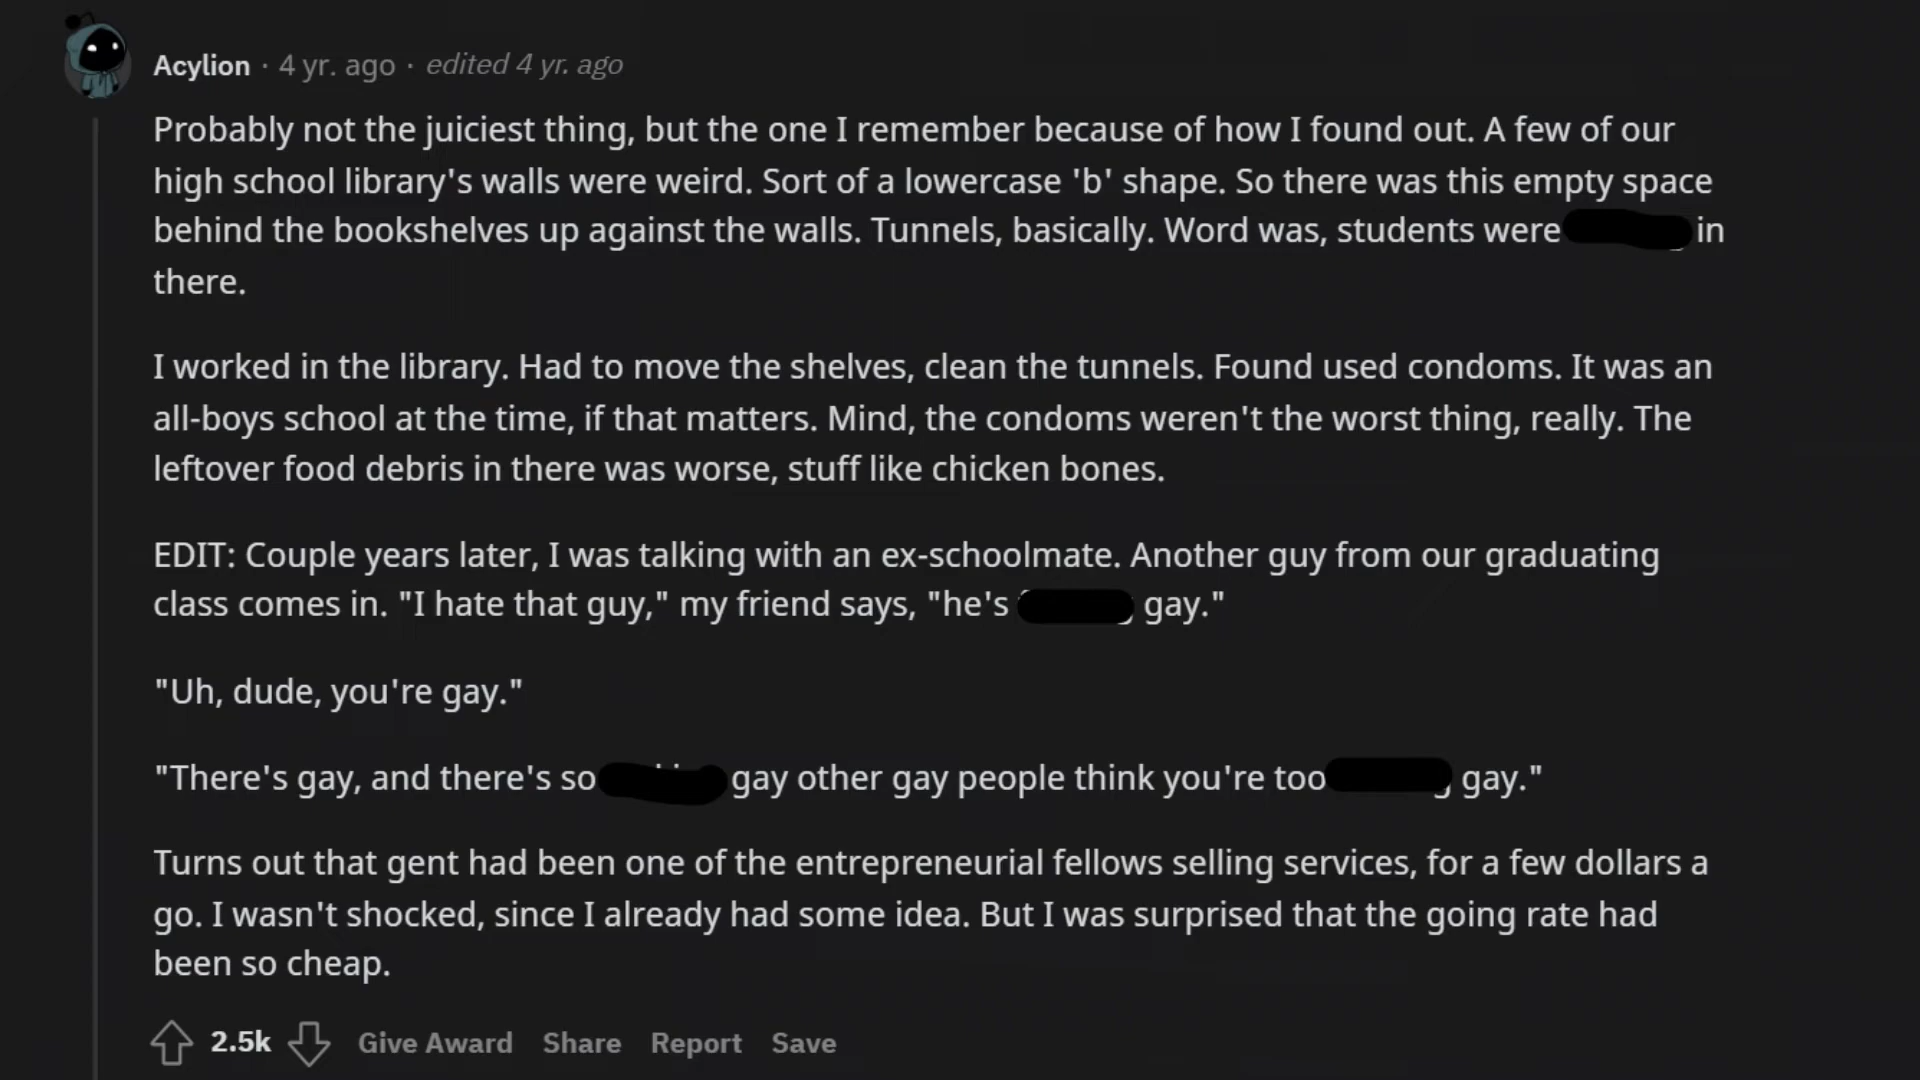 Acylion · 4 yr. ago · edited 4 yr. ago
Probably not the juiciest thing, but the one I remember because of how I found out. A few of our
high school library's walls were weird. Sort of a lowercase 'b' shape. So there was this empty space
behind the bookshelves up against the walls. Tunnels, basically. Word was, students were in
there.
I worked in the library. Had to move the shelves, clean the tunnels. Found used condoms. It was an
all-boys school at the time, if that matters. Mind, the condoms weren't the worst thing, really. The
leftover food debris in there was worse, stuff like chicken bones.
EDIT: Couple years later, I was talking with an ex-schoolmate. Another guy from our graduating
class comes in. "I hate that guy," my friend says, "he's gay."
"Uh, dude, you're gay."
"There's gay, and there's so gay other gay people think you're too gay."
Turns out that gent had been one of the entrepreneurial fellows selling services, for a few dollars a
go. I wasn't shocked, since I already had some idea. But I was surprised that the going rate had
been so cheap.
2.5k Give Award Share Report Save